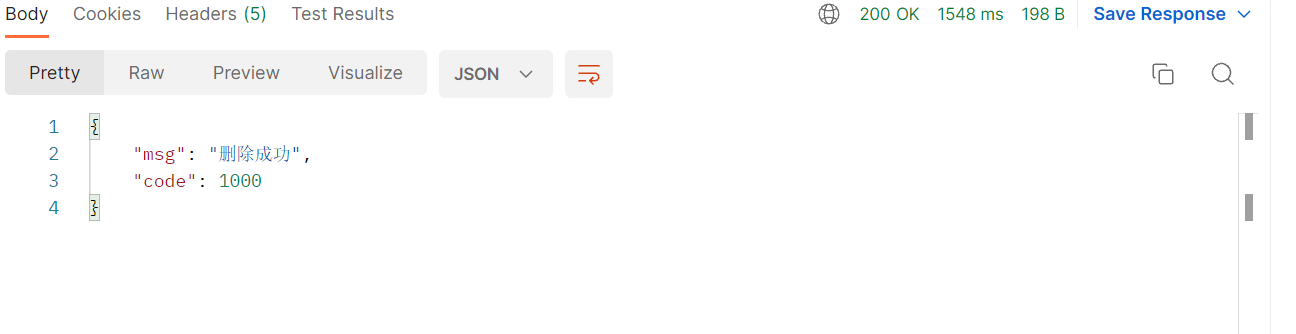 Body Cookies Headers (5) Test Results 200 OK 1548 ms 198 B Save Response
Pretty Raw Preview Visualize JSON
1 {
2 "msg": "删除成功",
3 "code": 1000
4 }